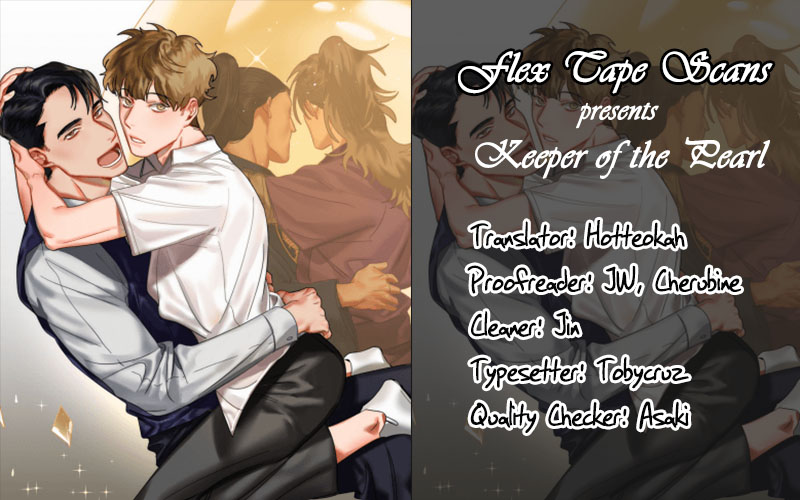 Flex Tape Scans
presents
Keeper of the Pearl
Translator: Hotteokah
Proofreader: JW, Cherubine
Cleaner: Jin
Typesetter: Tobycruz
Quality Checker: Asaki